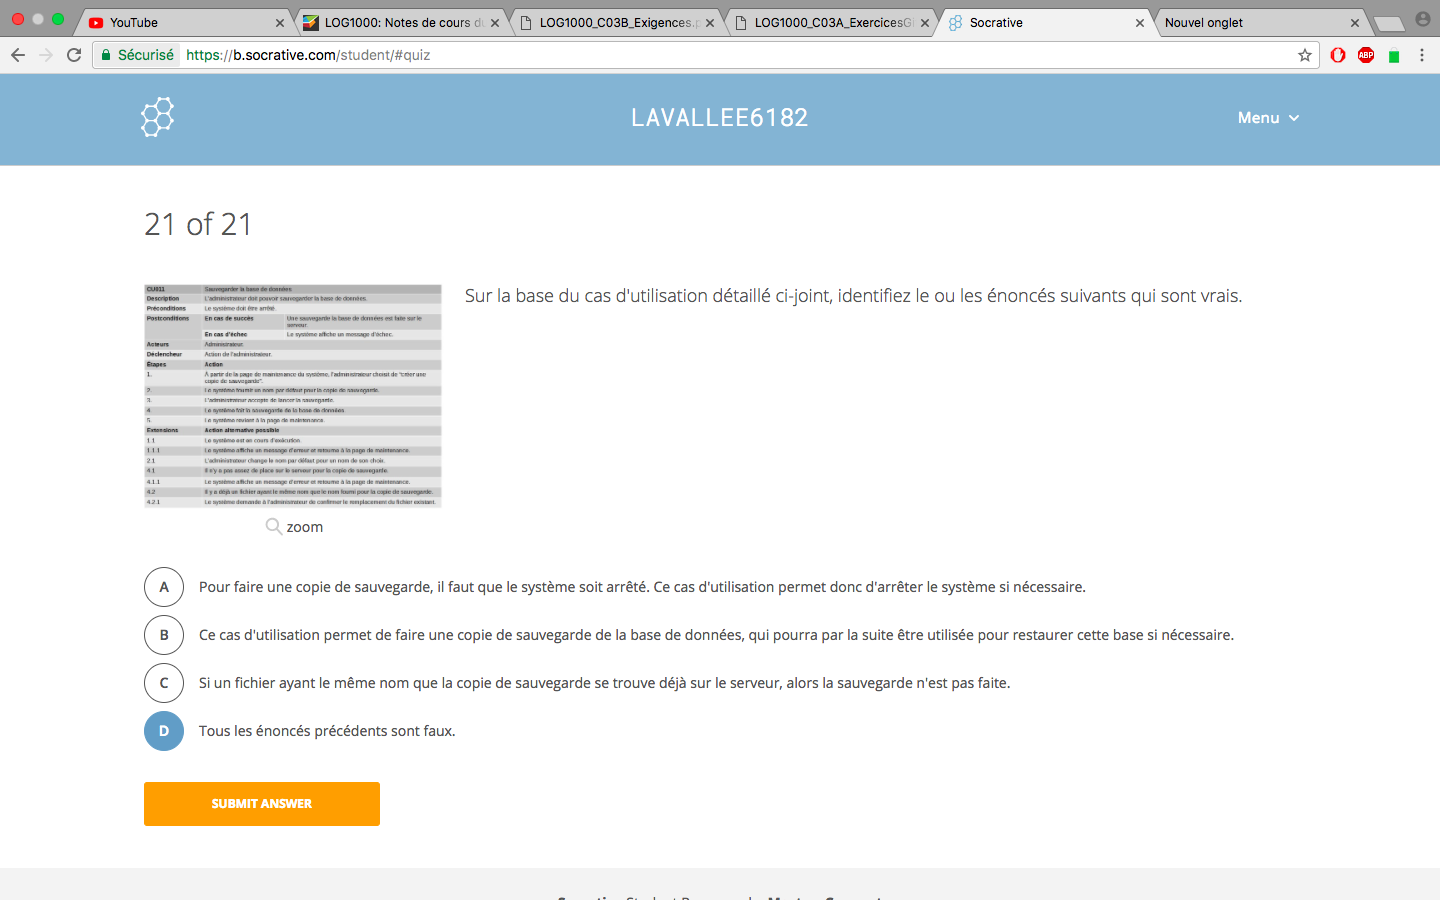 YouTube
LOG1000: Notes de cours du
LOG1000_C03B_Exigences.p
LOG1000_C03A_ExercicesGi
Socrative
Nouvel onglet
Sécurisé https://b.socrative.com/student/#quiz
ABP
LAVALLEE6182
Menu
21 of 21
CU011 Sauvegarder la base de données.
Description L'administrateur doit pouvoir sauvegarder la base de données.
Préconditions Le système doit être arrêté.
Postconditions En cas de succès Une sauvegarde la base de données est faite sur le
serveur.
En cas d'échec Le système affiche un message d'échec.
Acteurs Administrateur.
Déclencheur Action de l'administrateur.
Étapes Action
1. À partir de la page de maintenance du système, l'administrateur choisit de "créer une
copie de sauvegarde".
2. Le système fournit un nom par défaut pour la copie de sauvegarde.
3. L'administrateur accepte de lancer la sauvegarde.
4. Le système fait la sauvegarde de la base de données.
5. Le système revient à la page de maintenance.
Extensions Action alternative possible
1.1 Le système est en cours d'exécution.
1.1.1 Le système affiche un message d'erreur et retourne à la page de maintenance.
2.1 L'administrateur change le nom par défaut pour un nom de son choix.
4.1 Il n'y a pas assez de place sur le serveur pour la copie de sauvegarde.
4.1.1 Le système affiche un message d'erreur et retourne à la page de maintenance.
4.2 Il y a déjà un fichier ayant le même nom que le nom fourni pour la copie de sauvegarde.
4.2.1 Le système demande à l'administrateur de confirmer le remplacement du fichier existant.
zoom
Sur la base du cas d'utilisation détaillé ci-joint, identifiez le ou les énoncés suivants qui sont vrais.
A Pour faire une copie de sauvegarde, il faut que le système soit arrêté. Ce cas d'utilisation permet donc d'arrêter le système si nécessaire.
B Ce cas d'utilisation permet de faire une copie de sauvegarde de la base de données, qui pourra par la suite être utilisée pour restaurer cette base si nécessaire.
C Si un fichier ayant le même nom que la copie de sauvegarde se trouve déjà sur le serveur, alors la sauvegarde n'est pas faite.
D Tous les énoncés précédents sont faux.
SUBMIT ANSWER